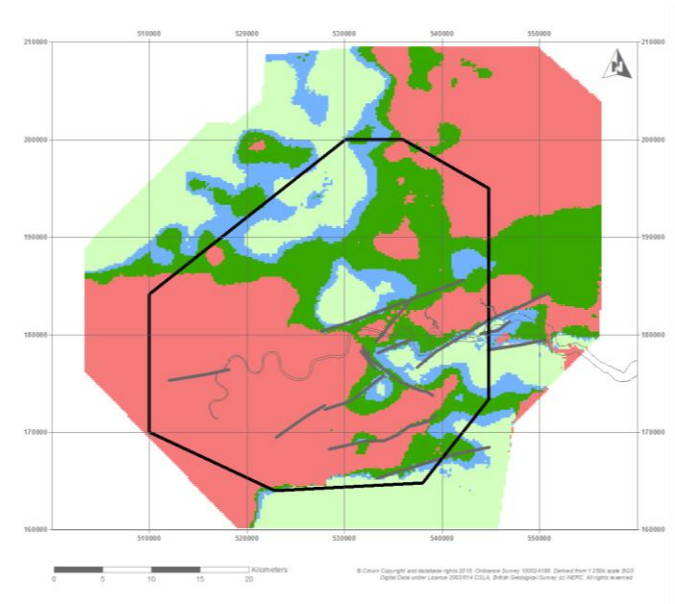 510000 520000 530000 540000 550000
210000 210000
200000 200000
190000 190000
180000 180000
170000 170000
160000 160000
510000 520000 530000 540000 550000
N
Kilometers
0 5 10 15 20
© Crown Copyright and database rights 2018. Ordnance Survey 100024198. Derived from 1:250k scale BGS
Digital Data under Licence 2003/014 CSLA, British Geological Survey (c) NERC. All rights reserved